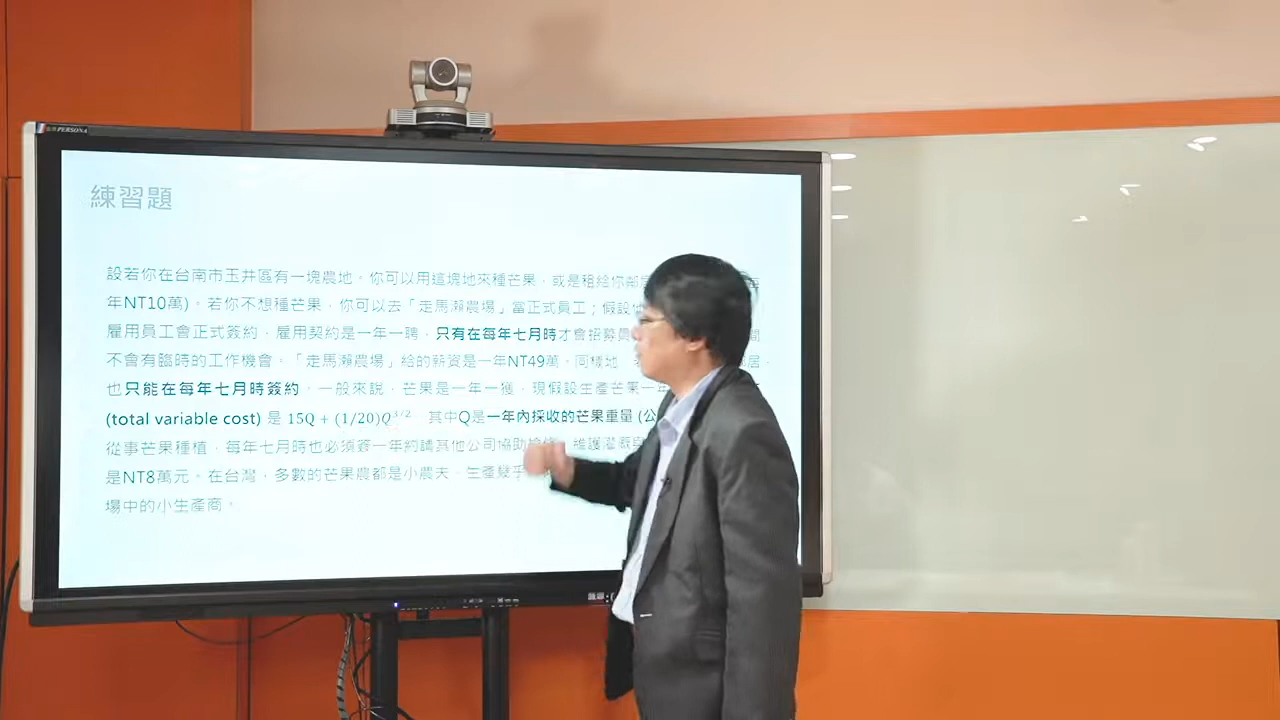 PERSONA
練習題
設若你在台南市玉井區有一塊農地。你可以用這塊地來種芒果，或是租給你鄰
年NT10萬)。若你不想種芒果，你可以去「走馬瀨農場」當正式員工；假設
雇用員工會正式簽約，雇用契約是一年一聘，只有在每年七月時才會招募員 間
不會有臨時的工作機會。「走馬瀨農場」給的薪資是一年NT49萬。同樣地 居，
也只能在每年七月時簽約。一般來說，芒果是一年一獲，現假設生產芒果一年
(total variable cost) 是 15Q + (1/20)Q^{3/2} 其中Q是一年內採收的芒果重量 (公
從事芒果種植，每年七月時也必須簽一年約請其他公司協助 維護灌溉
是NT8萬元。在台灣，多數的芒果農都是小農夫，生產幾乎
場中的小生產商。